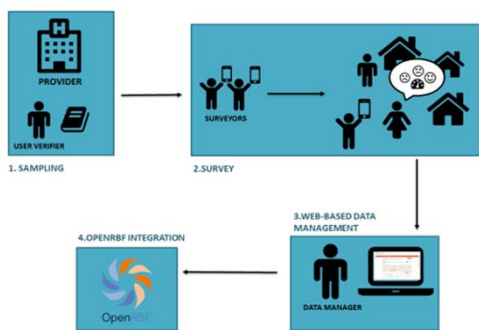 PROVIDER
USER VERIFIER
1. SAMPLING
SURVEYORS
2.SURVEY
3.WEB-BASED DATA
MANAGEMENT
DATA MANAGER
4.OPENRBF INTEGRATION
OpenRBF